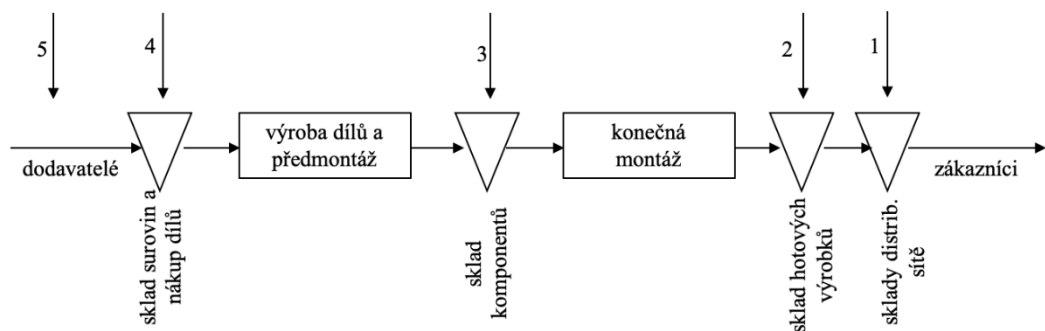 5
4
3
2
1
dodavatelé
výroba dílů a
předmontáž
konečná
montáž
zákazníci
sklad surovin a
nákup dílů
sklad
komponentů
sklad hotových
výrobků
sklady distrib.
sítě